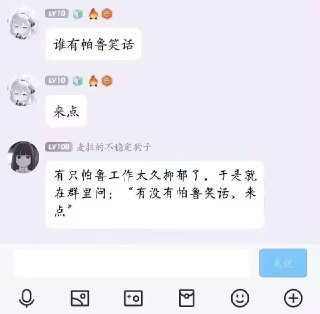 LV10
谁有帕鲁笑话
LV10
来点
LV100 麦拉的不稳定钩子
有只帕鲁工作太久抑郁了，于是就
在群里问：“有没有帕鲁笑话、来
点”
发送